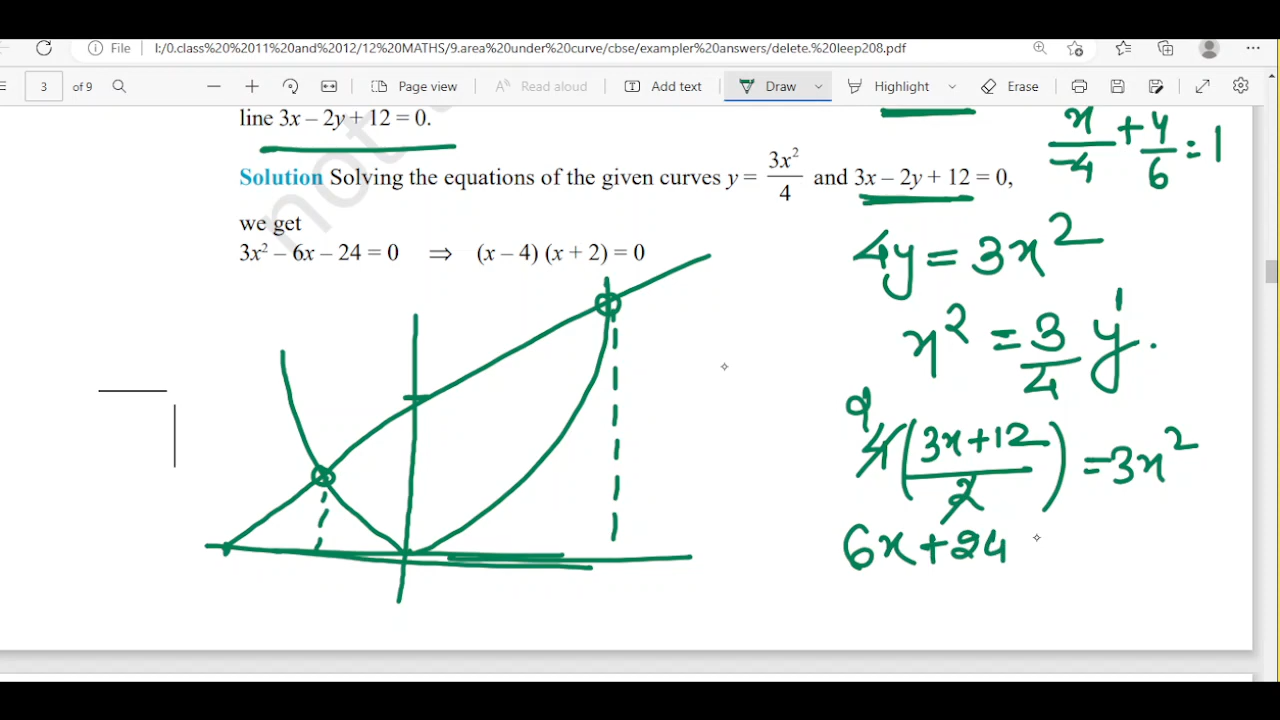 File I:/0.class%20%2011%20and%2012/12%20MATHS/9.area%20under%20curve/cbse/exampler%20answers/delete.%20leep208.pdf
3 of 9 Page view Read aloud Add text Draw Highlight Erase
line 3x – 2y + 12 = 0.
x/-4 + y/6 = 1
Solution Solving the equations of the given curves y = 3x²/4 and 3x – 2y + 12 = 0,
we get
3x² – 6x – 24 = 0 ⇒ (x – 4) (x + 2) = 0
4y = 3x²
x² = 3/4 y.
2
4(3x+12/2) = 3x²
6x+24